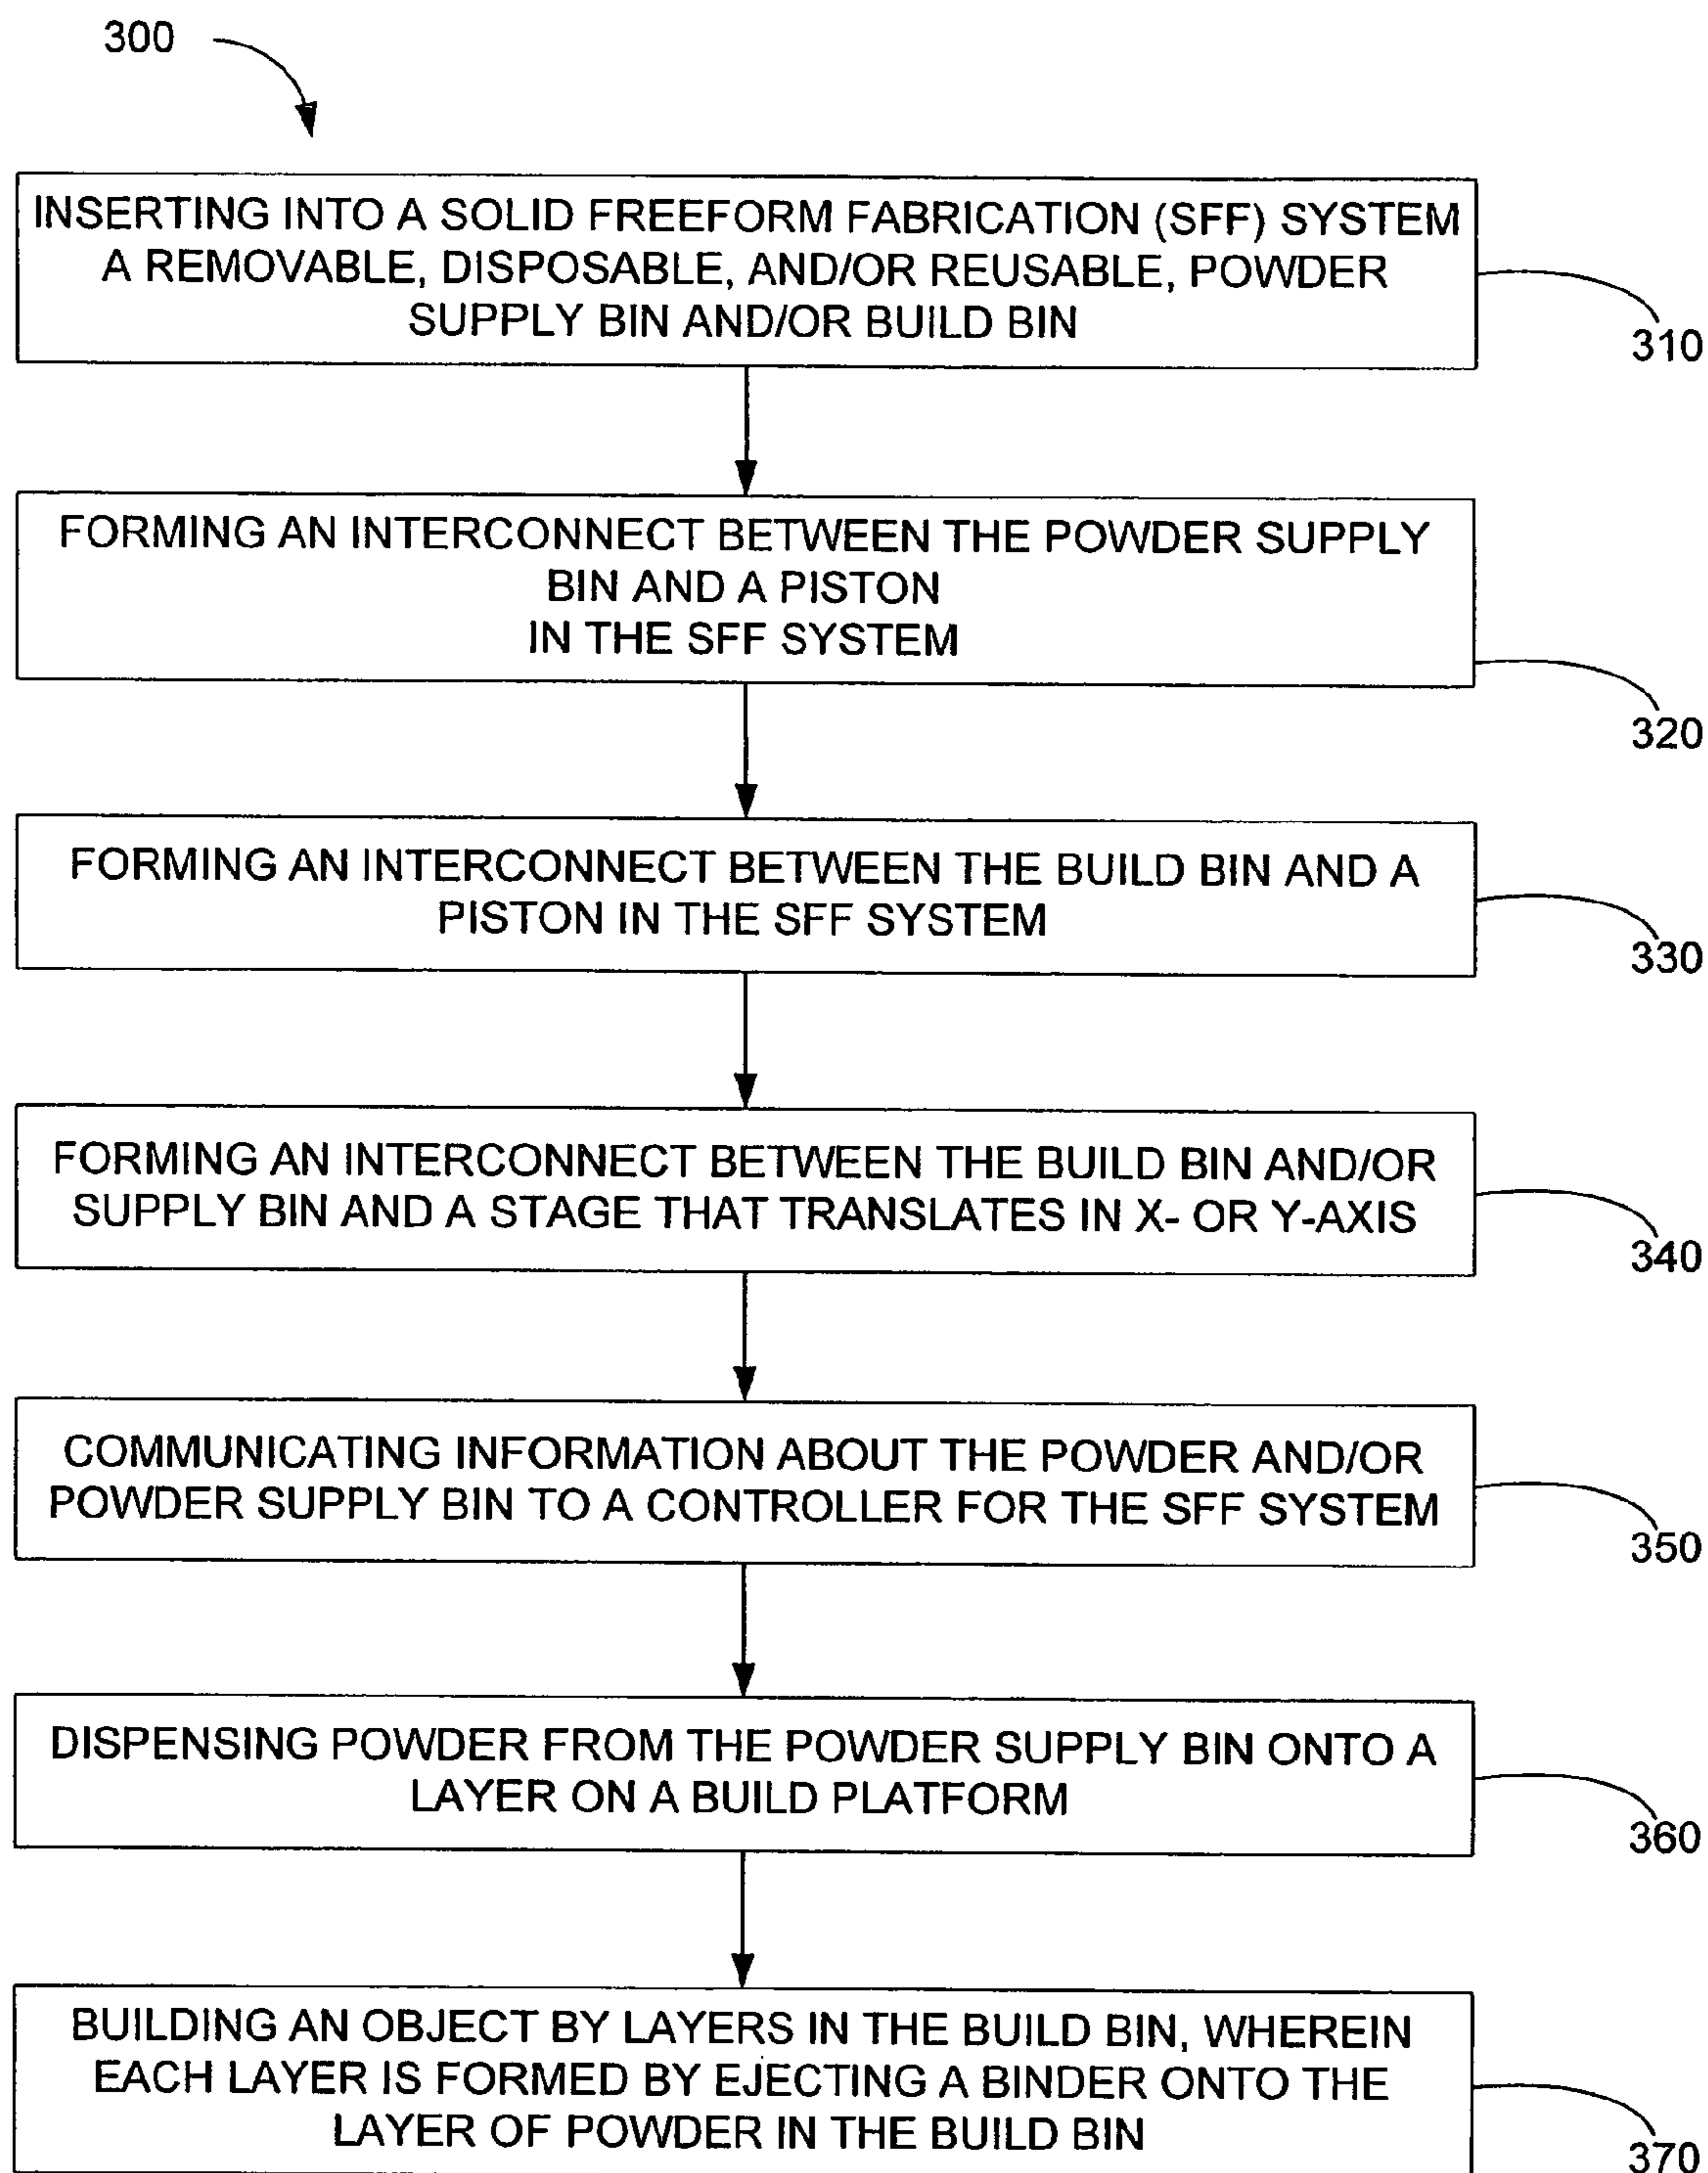 300
INSERTING INTO A SOLID FREEFORM FABRICATION (SFF) SYSTEM
A REMOVABLE, DISPOSABLE, AND/OR REUSABLE, POWDER
SUPPLY BIN AND/OR BUILD BIN
310
FORMING AN INTERCONNECT BETWEEN THE POWDER SUPPLY
BIN AND A PISTON
IN THE SFF SYSTEM
320
FORMING AN INTERCONNECT BETWEEN THE BUILD BIN AND A
PISTON IN THE SFF SYSTEM
330
FORMING AN INTERCONNECT BETWEEN THE BUILD BIN AND/OR
SUPPLY BIN AND A STAGE THAT TRANSLATES IN X- OR Y-AXIS
340
COMMUNICATING INFORMATION ABOUT THE POWDER AND/OR
POWDER SUPPLY BIN TO A CONTROLLER FOR THE SFF SYSTEM
350
DISPENSING POWDER FROM THE POWDER SUPPLY BIN ONTO A
LAYER ON A BUILD PLATFORM
360
BUILDING AN OBJECT BY LAYERS IN THE BUILD BIN, WHEREIN
EACH LAYER IS FORMED BY EJECTING A BINDER ONTO THE
LAYER OF POWDER IN THE BUILD BIN
370